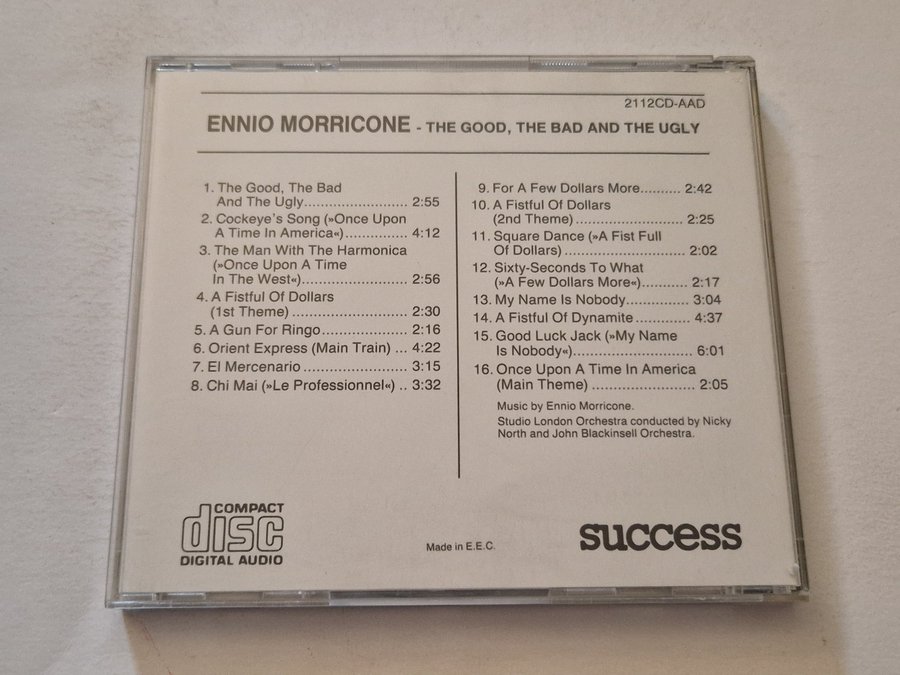 2112CD-AAD
ENNIO MORRICONE - THE GOOD, THE BAD AND THE UGLY
1. The Good, The Bad
And The Ugly........................ 2:55
2. Cockeye's Song (»Once Upon
A Time In America«)............... 4:12
3. The Man With The Harmonica
(»Once Upon A Time
In The West«)......................... 2:56
4. A Fistful Of Dollars
(1st Theme) ........................... 2:30
5. A Gun For Ringo..................... 2:16
6. Orient Express (Main Train) ... 4:22
7. El Mercenario......................... 3:15
8. Chi Mai (»Le Professionnel«) .. 3:32
9. For A Few Dollars More.......... 2:42
10. A Fistful Of Dollars
(2nd Theme)........................... 2:25
11. Square Dance (»A Fist Full
Of Dollars) ............................. 2:02
12. Sixty-Seconds To What
(»A Few Dollars More«)........... 2:17
13. My Name Is Nobody............... 3:04
14. A Fistful Of Dynamite ............. 4:37
15. Good Luck Jack (»My Name
Is Nobody«)............................ 6:01
16. Once Upon A Time In America
(Main Theme) ......................... 2:05
Music by Ennio Morricone.
Studio London Orchestra conducted by Nicky
North and John Blackinsell Orchestra.
COMPACT
disc
DIGITAL AUDIO
Made in E.E.C.
success